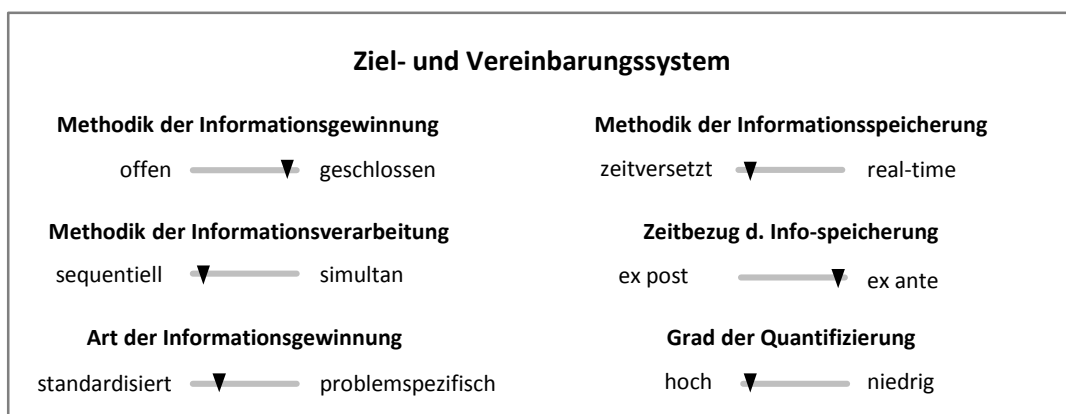 Ziel- und Vereinbarungssystem
Methodik der Informationsgewinnung
offen geschlossen
Methodik der Informationsspeicherung
zeitversetzt real-time
Methodik der Informationsverarbeitung
sequentiell simultan
Zeitbezug d. Info-speicherung
ex post ex ante
Art der Informationsgewinnung
standardisiert problemspezifisch
Grad der Quantifizierung
hoch niedrig